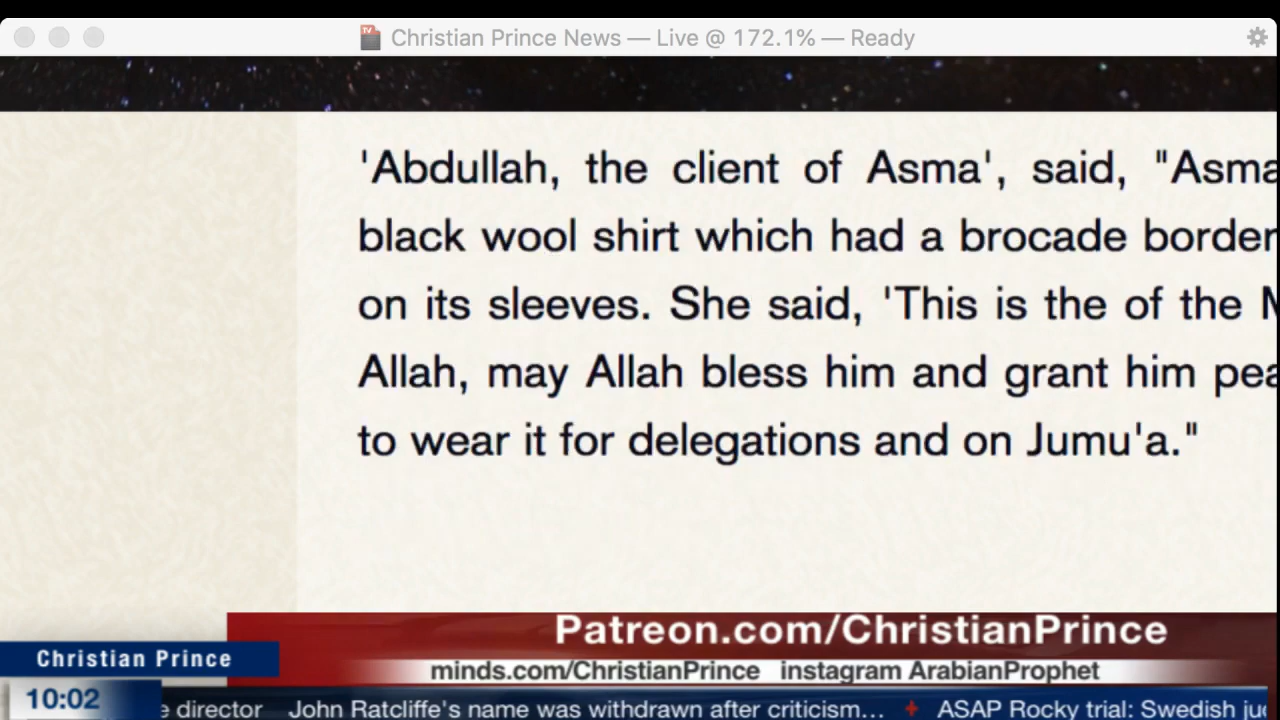 Christian Prince News — Live @ 172.1% — Ready
'Abdullah, the client of Asma', said, "Asma
black wool shirt which had a brocade border
on its sleeves. She said, 'This is the of the
Allah, may Allah bless him and grant him
to wear it for delegations and on Jumu'a."
Patreon.com/ChristianPrince
minds.com/ChristianPrince instagram ArabianProphet
Christian Prince
10:02
director John Ratcliffe's name was withdrawn after criticism... ASAP Rocky trial: Swedish